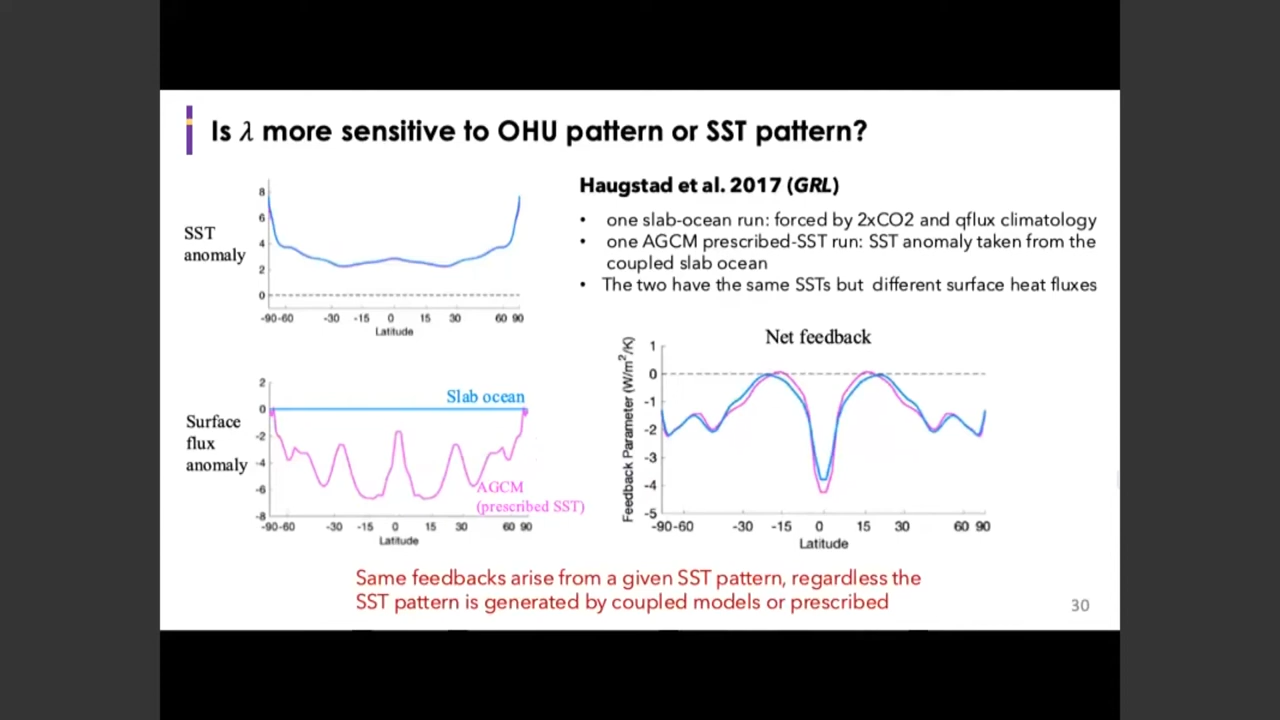 Is λ more sensitive to OHU pattern or SST pattern?
SST
anomaly
8
6
4
2
0
-90-60 -30 -15 0 15 30 60 90
Latitude
Haugstad et al. 2017 (GRL)
• one slab-ocean run: forced by 2xCO2 and qflux climatology
• one AGCM prescribed-SST run: SST anomaly taken from the
coupled slab ocean
• The two have the same SSTs but different surface heat fluxes
Surface
flux
anomaly
2
0
-2
-4
-6
-8
Slab ocean
AGCM
(prescribed SST)
-90-60 -30 -15 0 15 30 60 90
Latitude
Net feedback
Feedback Parameter (W/m²/K)
1
0
-1
-2
-3
-4
-5
-90-60 -30 -15 0 15 30 60 90
Latitude
Same feedbacks arise from a given SST pattern, regardless the
SST pattern is generated by coupled models or prescribed
30